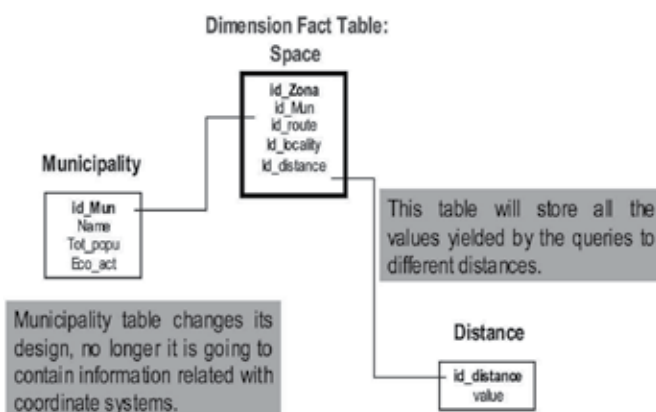 Dimension Fact Table:
Space
id_Zona
id_Mun
id_route
id_locality
id_distance
Municipality
id_Mun
Name
Tot_popu
Eco_act
This table will store all the
values yielded by the queries to
different distances.
Municipality table changes its
design, no longer it is going to
contain information related with
coordinate systems.
Distance
id_distance
value